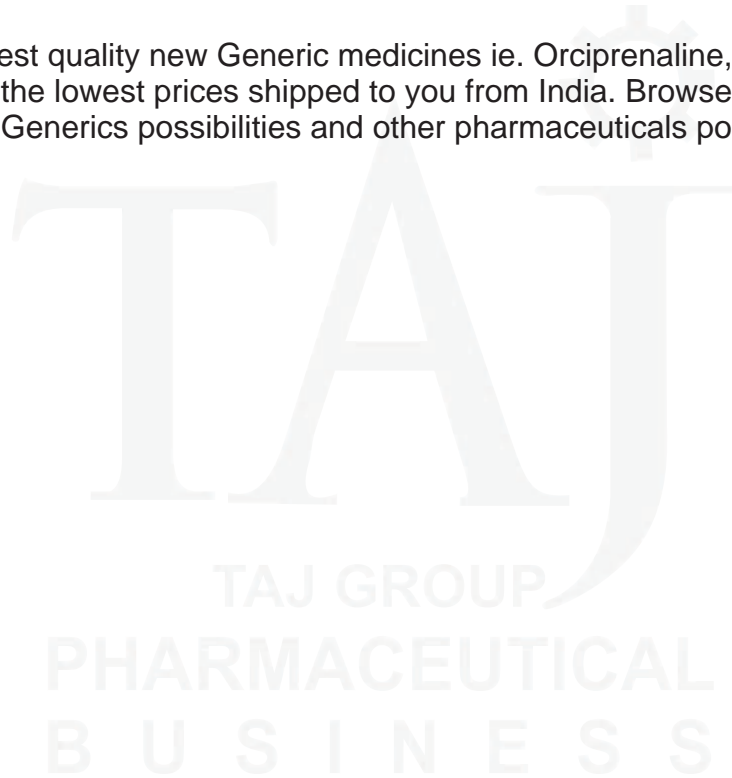 est quality new Generic medicines ie. Orciprenaline,
the lowest prices shipped to you from India. Browse
Generics possibilities and other pharmaceuticals po
TAJ
TAJ GROUP
PHARMACEUTICAL
BUSINESS